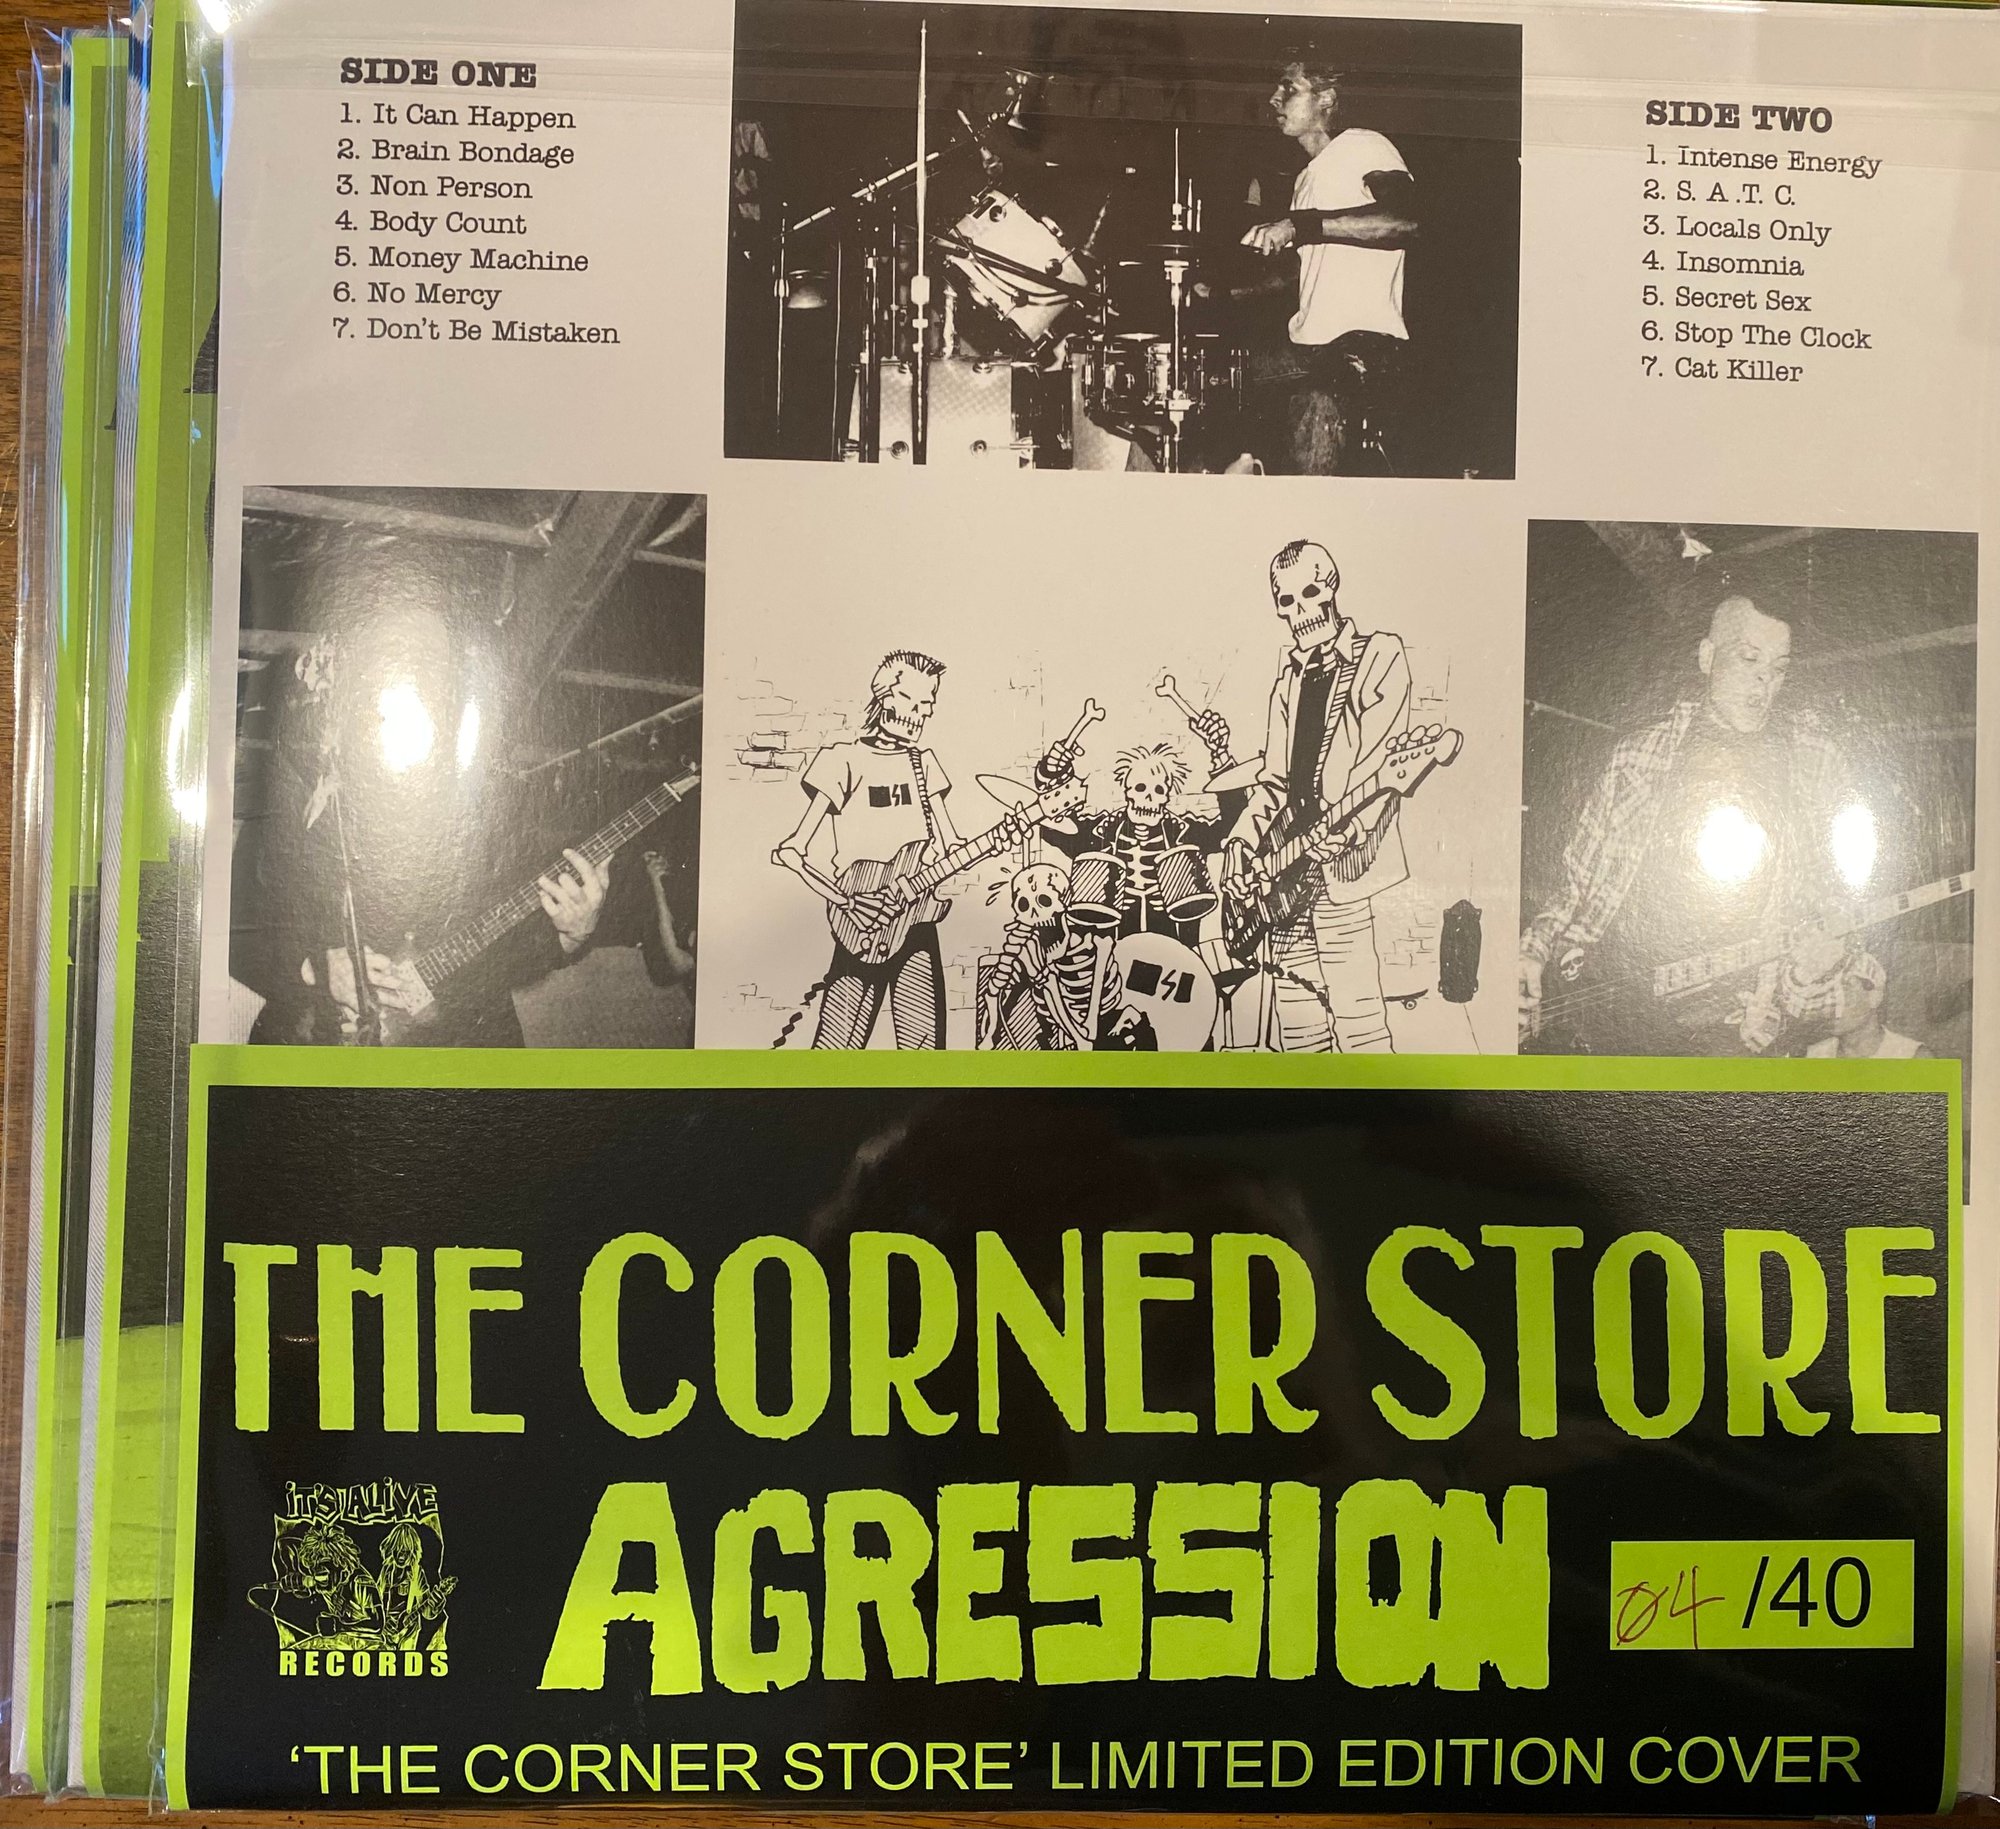 SIDE ONE
1. It Can Happen
2. Brain Bondage
3. Non Person
4. Body Count
5. Money Machine
6. No Mercy
7. Don't Be Mistaken
SIDE TWO
1. Intense Energy
2. S. A .T. C.
3. Locals Only
4. Insomnia
5. Secret Sex
6. Stop The Clock
7. Cat Killer
THE CORNER STORE
IT'S ALIVE
RECORDS
AGRESSION
04 /40
'THE CORNER STORE' LIMITED EDITION COVER